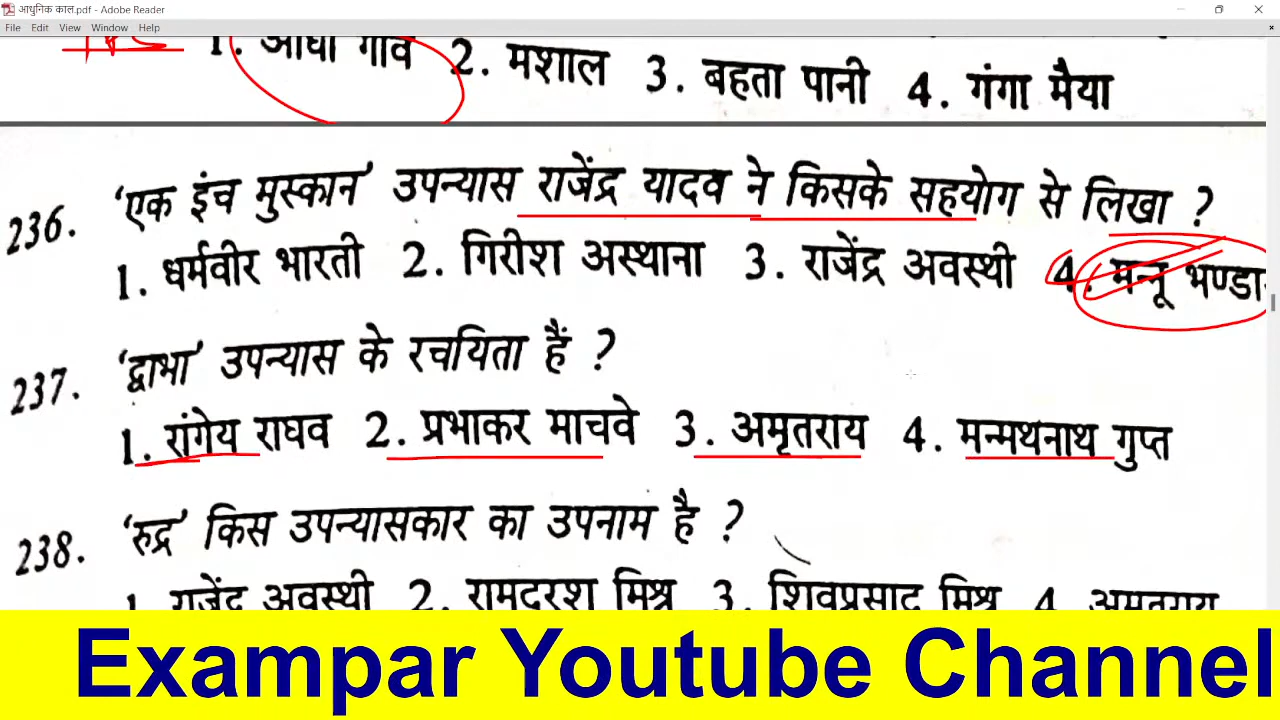 आधुनिक काल.pdf - Adobe Reader
File Edit View Window Help
1. आधा गाँव 2. मशाल 3. बहता पानी 4. गंगा मैया
236. ‘एक इंच मुस्कान’ उपन्यास राजेंद्र यादव ने किसके सहयोग से लिखा ?
1. धर्मवीर भारती 2. गिरीश अस्थाना 3. राजेंद्र अवस्थी 4. मन्नू भण्डा
237. ‘द्वाभा’ उपन्यास के रचयिता हैं ?
1. रांगेय राघव 2. प्रभाकर माचवे 3. अमृतराय 4. मन्मथनाथ गुप्त
238. ‘रुद्र’ किस उपन्यासकार का उपनाम है ?
1. राजेंद्र अवस्थी 2. रामदरश मिश्र 3. शिवप्रसाद मिश्र 4. अमृतराय
Exampar Youtube Channel